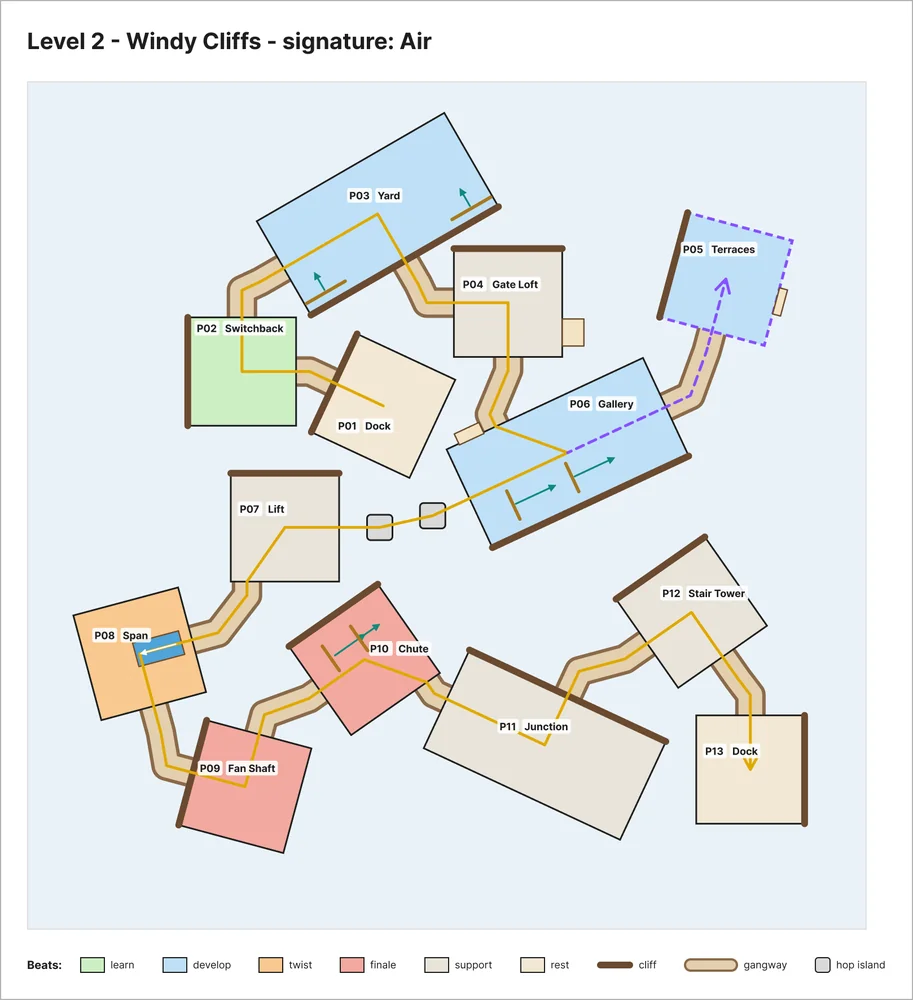 Level 2 - Windy Cliffs - signature: Air
P03 Yard
P05 Terraces
P04 Gate Loft
P02 Switchback
P06 Gallery
P01 Dock
P07 Lift
P12 Stair Tower
P08 Span
P10 Chute
P11 Junction
P13 Dock
P09 Fan Shaft
Beats: learn develop twist finale support rest cliff gangway hop island